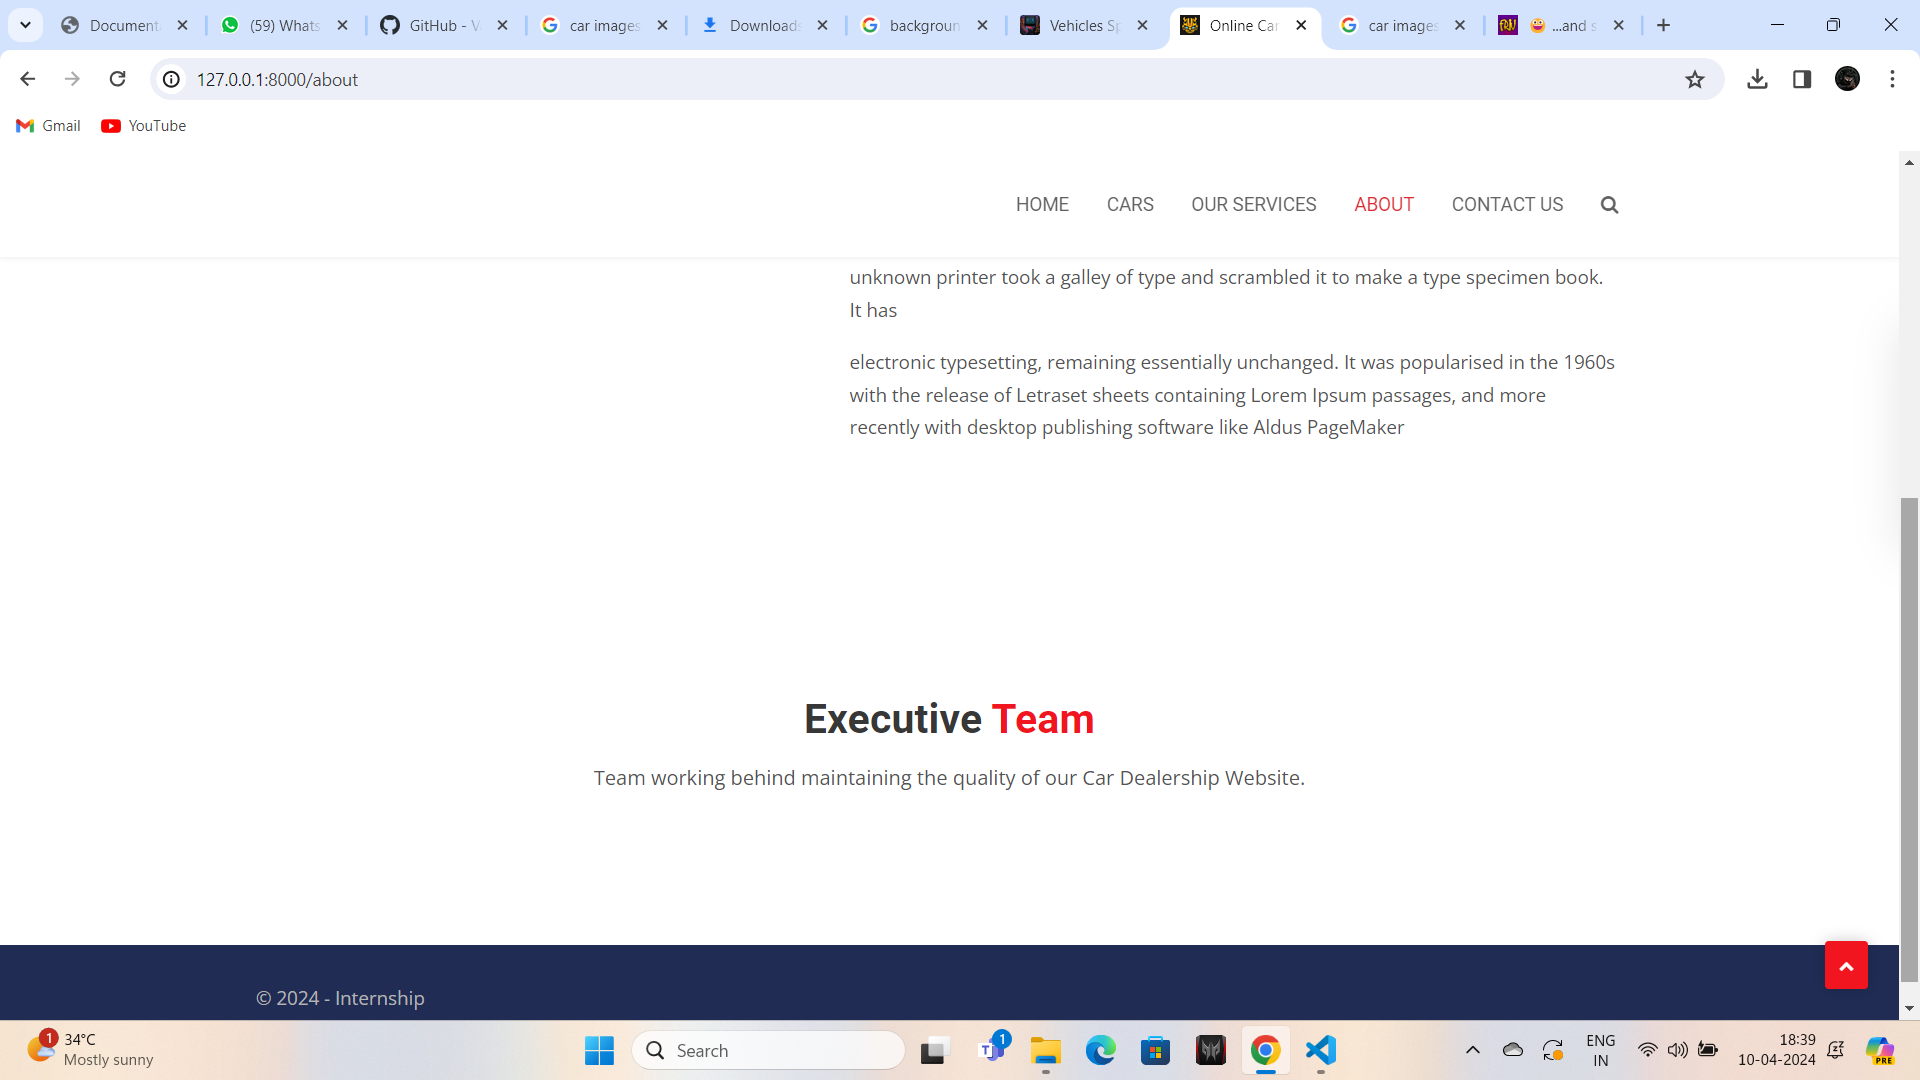 Document
(59) Whats
GitHub - V
car images
Downloads
backgroun
Vehicles Sp
Online Car
car images
...and s
127.0.0.1:8000/about
Gmail
YouTube
HOME
CARS
OUR SERVICES
ABOUT
CONTACT US
unknown printer took a galley of type and scrambled it to make a type specimen book.
It has
electronic typesetting, remaining essentially unchanged. It was popularised in the 1960s
with the release of Letraset sheets containing Lorem Ipsum passages, and more
recently with desktop publishing software like Aldus PageMaker
Executive Team
Team working behind maintaining the quality of our Car Dealership Website.
© 2024 - Internship
1
34°C
Mostly sunny
Search
1
ENG
IN
18:39
10-04-2024
PRE